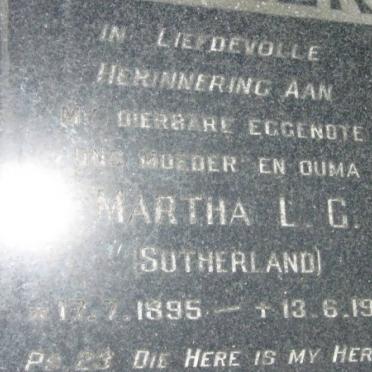 IN LIEFDEVOLLE
HERINNERING AAN
MY DIERBARE EGGENOTE
ONS MOEDER EN OUMA
MARTHA L. G.
(SUTHERLAND)
* 17.7.1895 — † 13.6.19
PS. 23 DIE HERE IS MY HER